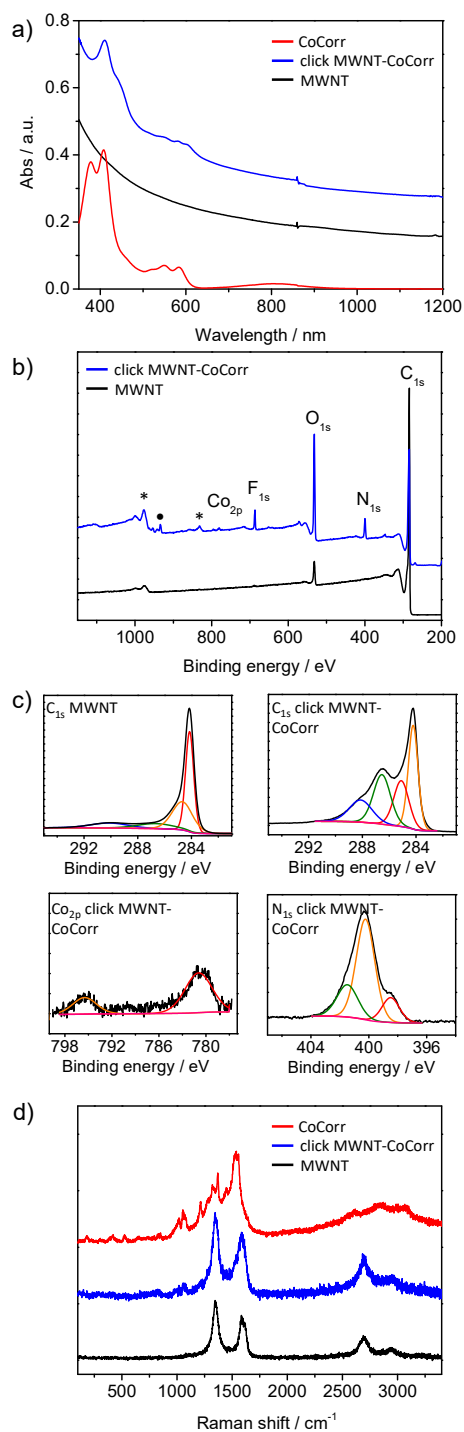 a)
0.8
0.6
0.4
0.2
0.0
Abs / a.u.
CoCorr
click MWNT-CoCorr
MWNT
400 600 800 1000 1200
Wavelength / nm
b)
click MWNT-CoCorr
MWNT
* ● * Co2p F1s O1s N1s C1s
1000 800 600 400 200
Binding energy / eV
c)
C1s MWNT
292 288 284
Binding energy / eV
C1s click MWNT-
CoCorr
292 288 284
Binding energy / eV
Co2p click MWNT-
CoCorr
798 792 786 780
Binding energy / eV
N1s click MWNT-
CoCorr
404 400 396
Binding energy / eV
d)
CoCorr
click MWNT-CoCorr
MWNT
500 1000 1500 2000 2500 3000
Raman shift / cm-1